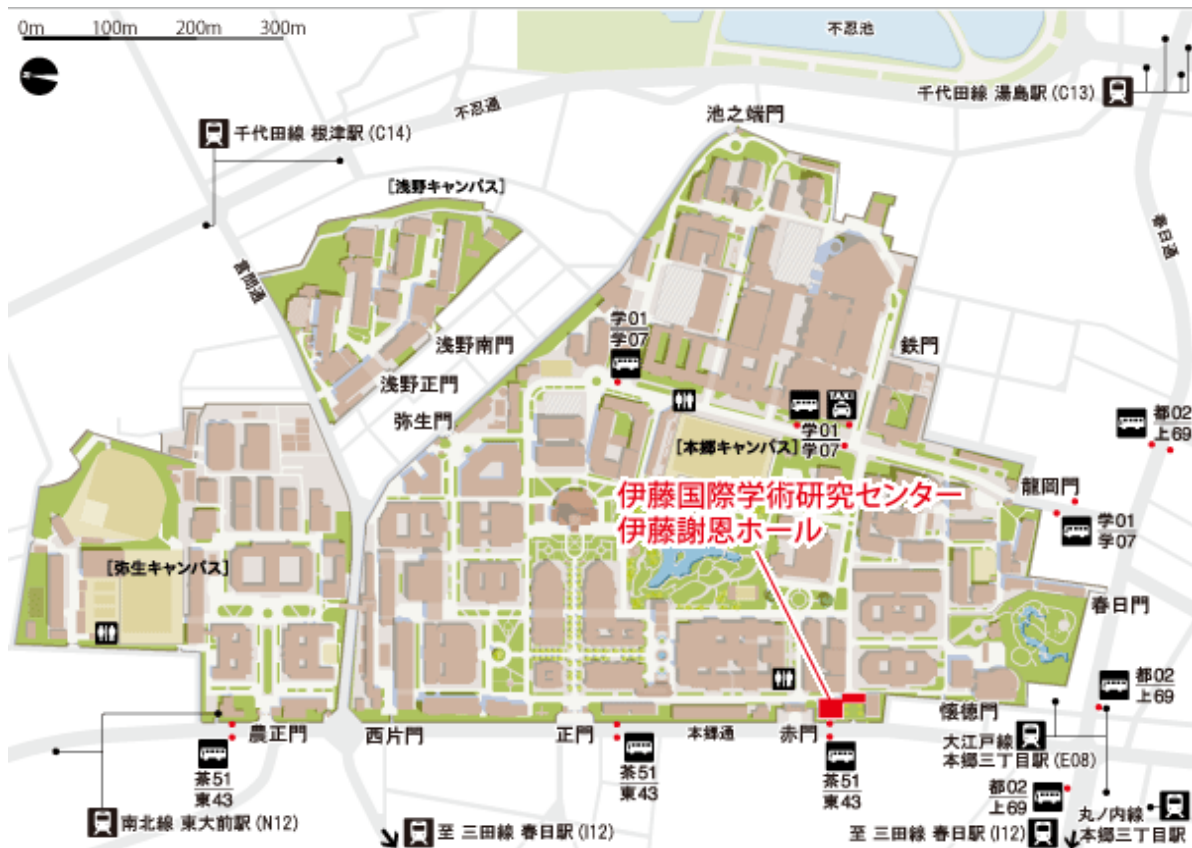 0m 100m 200m 300m
不忍池
千代田線 湯島駅(C13)
池之端門
不忍通
千代田線 根津駅(C14)
[浅野キャンパス]
春日通
言問通
学01
学07
浅野南門
鉄門
浅野正門
弥生門
TAXI
学01
学07
[本郷キャンパス]
都02
上69
伊藤国際学術研究センター
伊藤謝恩ホール
龍岡門
学01
学07
[弥生キャンパス]
春日門
都02
上69
懐徳門
農正門
西片門
正門
本郷通
赤門
大江戸線
本郷三丁目駅(E08)
茶51
東43
茶51
東43
茶51
東43
都02
上69
南北線 東大前駅(N12)
至 三田線 春日駅(I12)
至 三田線 春日駅(I12)
丸ノ内線
本郷三丁目駅